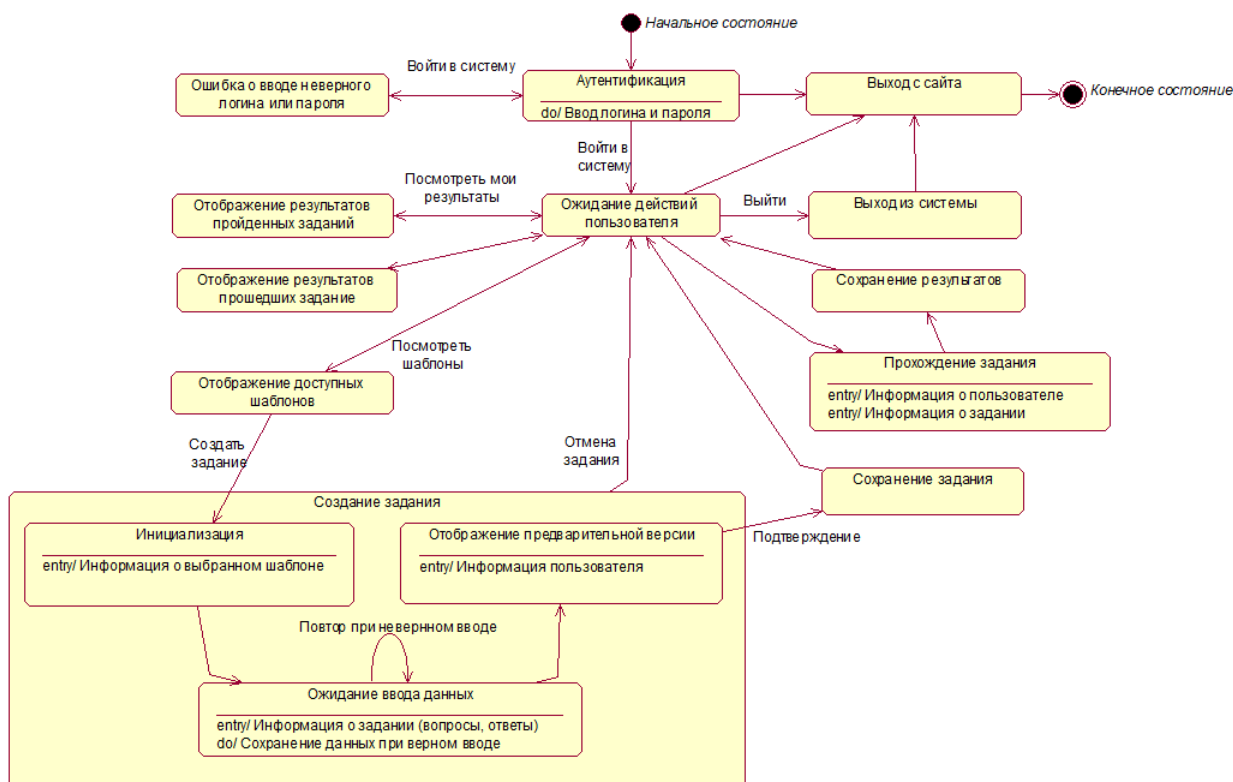 Начальное состояние
Войти в систему
Ошибка о вводе неверного
логина или пароля
Аутентификация
do/ Ввод логина и пароля
Выход с сайта
Конечное состояние
Войти в
систему
Посмотреть мои
результаты
Отображение результатов
пройденных заданий
Ожидание действий
пользователя
Выйти
Выход из системы
Отображение результатов
прошедших задание
Сохранение результатов
Посмотреть
шаблоны
Прохождение задания
entry/ Информация о пользователе
entry/ Информация о задании
Отображение доступных
шаблонов
Создать
задание
Отмена
задания
Сохранение задания
Создание задания
Инициализация
entry/ Информация о выбранном шаблоне
Отображение предварительной версии
entry/ Информация пользователя
Подтверждение
Повтор при невернном вводе
Ожидание ввода данных
entry/ Информация о задании (вопросы, ответы)
do/ Сохранение данных при верном вводе